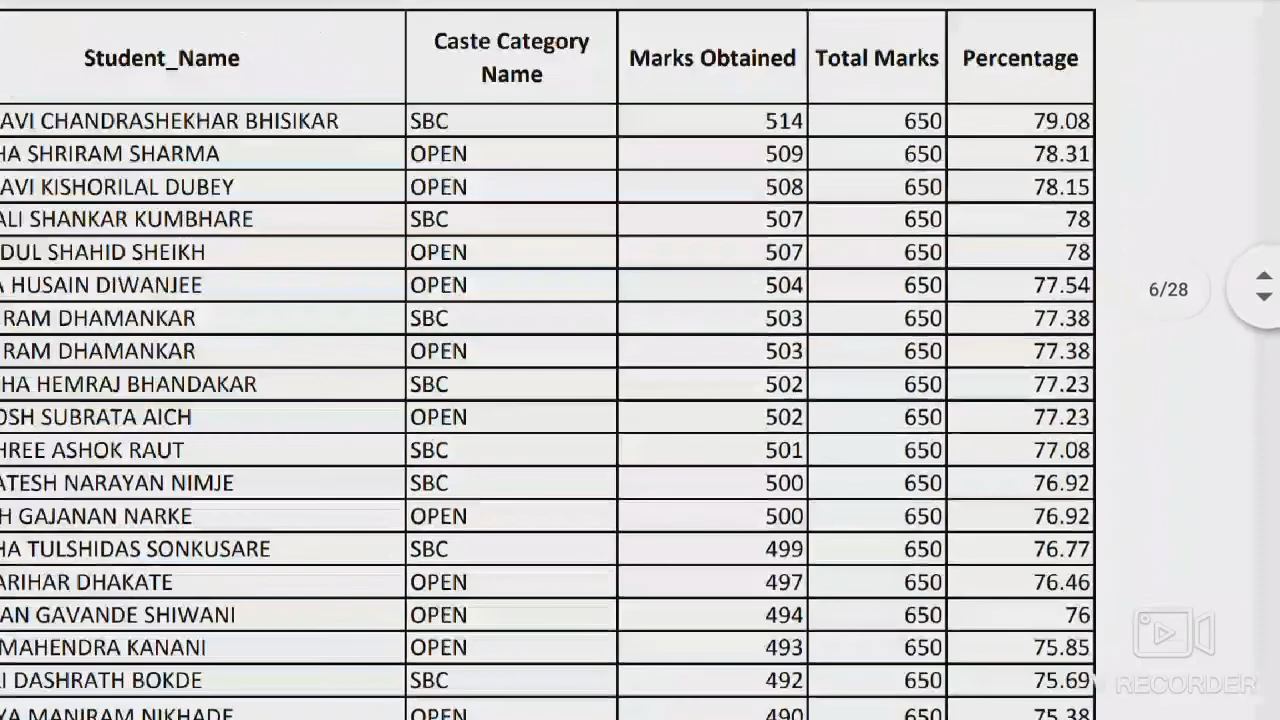 Student_Name Caste Category Name Marks Obtained Total Marks Percentage
AVI CHANDRASHEKHAR BHISIKAR SBC 514 650 79.08
HA SHRIRAM SHARMA OPEN 509 650 78.31
AVI KISHORILAL DUBEY OPEN 508 650 78.15
ALI SHANKAR KUMBHARE SBC 507 650 78
DUL SHAHID SHEIKH OPEN 507 650 78
A HUSAIN DIWANJEE OPEN 504 650 77.54
RAM DHAMANKAR SBC 503 650 77.38
RAM DHAMANKAR OPEN 503 650 77.38
HA HEMRAJ BHANDAKAR SBC 502 650 77.23
OSH SUBRATA AICH OPEN 502 650 77.23
HREE ASHOK RAUT SBC 501 650 77.08
ATESH NARAYAN NIMJE SBC 500 650 76.92
H GAJANAN NARKE OPEN 500 650 76.92
HA TULSHIDAS SONKUSARE SBC 499 650 76.77
ARIHAR DHAKATE OPEN 497 650 76.46
AN GAVANDE SHIWANI OPEN 494 650 76
MAHENDRA KANANI OPEN 493 650 75.85
I DASHRATH BOKDE SBC 492 650 75.69
YA MANIRAM NIKHADE OPEN 490 650 75.38
6/28
RECORDER